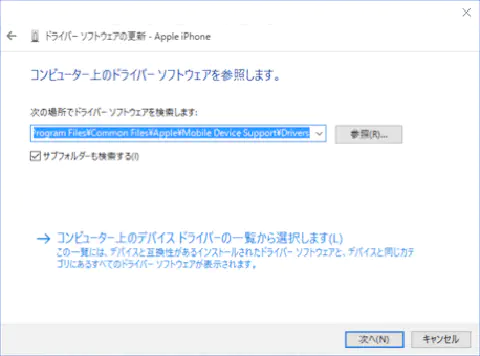 ドライバー ソフトウェアの更新 - Apple iPhone
コンピューター上のドライバー ソフトウェアを参照します。
次の場所でドライバー ソフトウェアを検索します:
Program Files¥Common Files¥Apple¥Mobile Device Support¥Drivers
参照(R)...
サブフォルダーも検索する(I)
コンピューター上のデバイス ドライバーの一覧から選択します(L)
この一覧には、デバイスと互換性があるインストールされたドライバー ソフトウェアと、デバイスと同じカテ
ゴリにあるすべてのドライバー ソフトウェアが表示されます。
次へ(N)
キャンセル